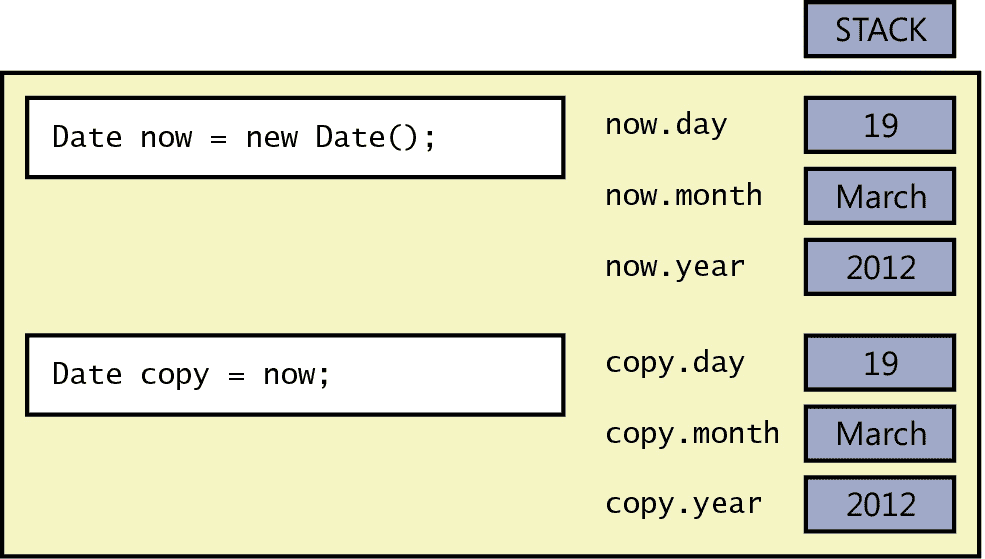 STACK
Date now = new Date();
now.day 19
now.month March
now.year 2012
Date copy = now;
copy.day 19
copy.month March
copy.year 2012